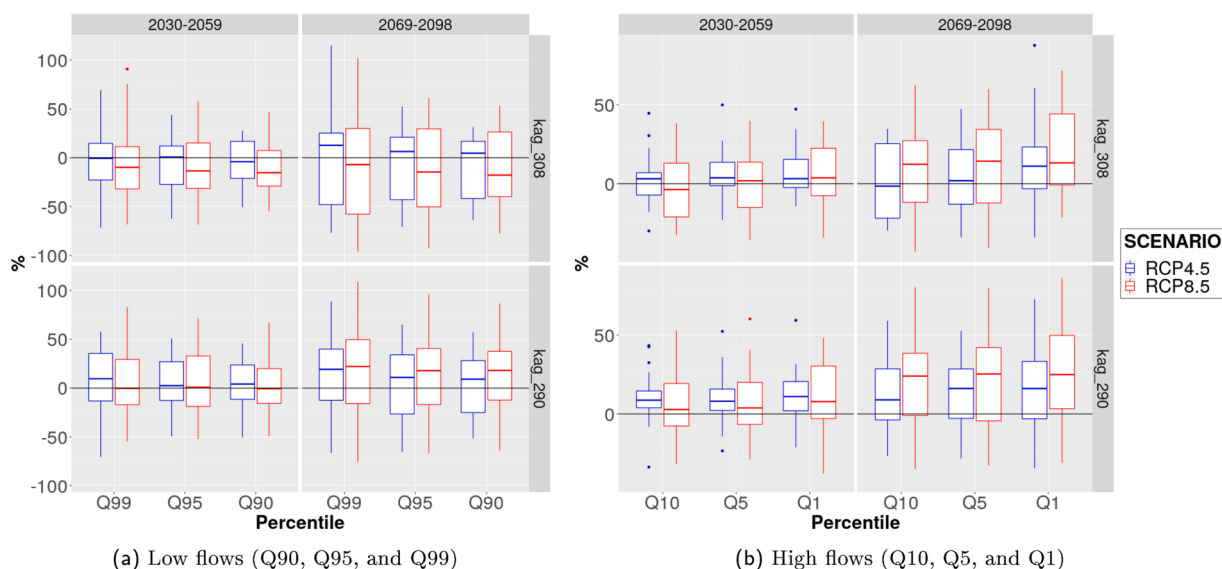 2030-2059 2069-2098
100
50
0
-50
-100
kag_308
100
50
0
-50
-100
kag_290
%
Q99 Q95 Q90 Q99 Q95 Q90
Percentile
(a) Low flows (Q90, Q95, and Q99)
2030-2059 2069-2098
50
0
kag_308
50
0
kag_290
%
Q10 Q5 Q1 Q10 Q5 Q1
Percentile
(b) High flows (Q10, Q5, and Q1)
SCENARIO
RCP4.5
RCP8.5